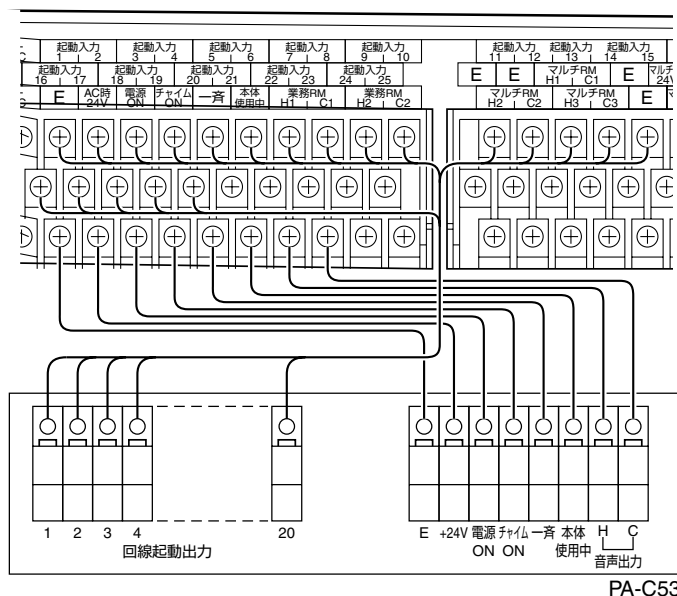 起動入力 起動入力 起動入力 起動入力 起動入力 起動入力 起動入力 起動入力
1 2 3 4 5 6 7 8 9 10 11 12 13 14 15
起動入力 起動入力 起動入力 起動入力 起動入力 E E マルチRM E
16 17 18 19 20 21 22 23 24 25 H1 C1
E AC時 電源 チャイム 一斉 本体 業務RM 業務RM マルチRM マルチRM E
24V ON ON 使用中 H1 C1 H2 C2 H2 C2 H3 C3
1 2 3 4 20 E +24V 電源 チャイム 一斉 本体 H C
ON ON 使用中
回線起動出力 音声出力
PA-C53